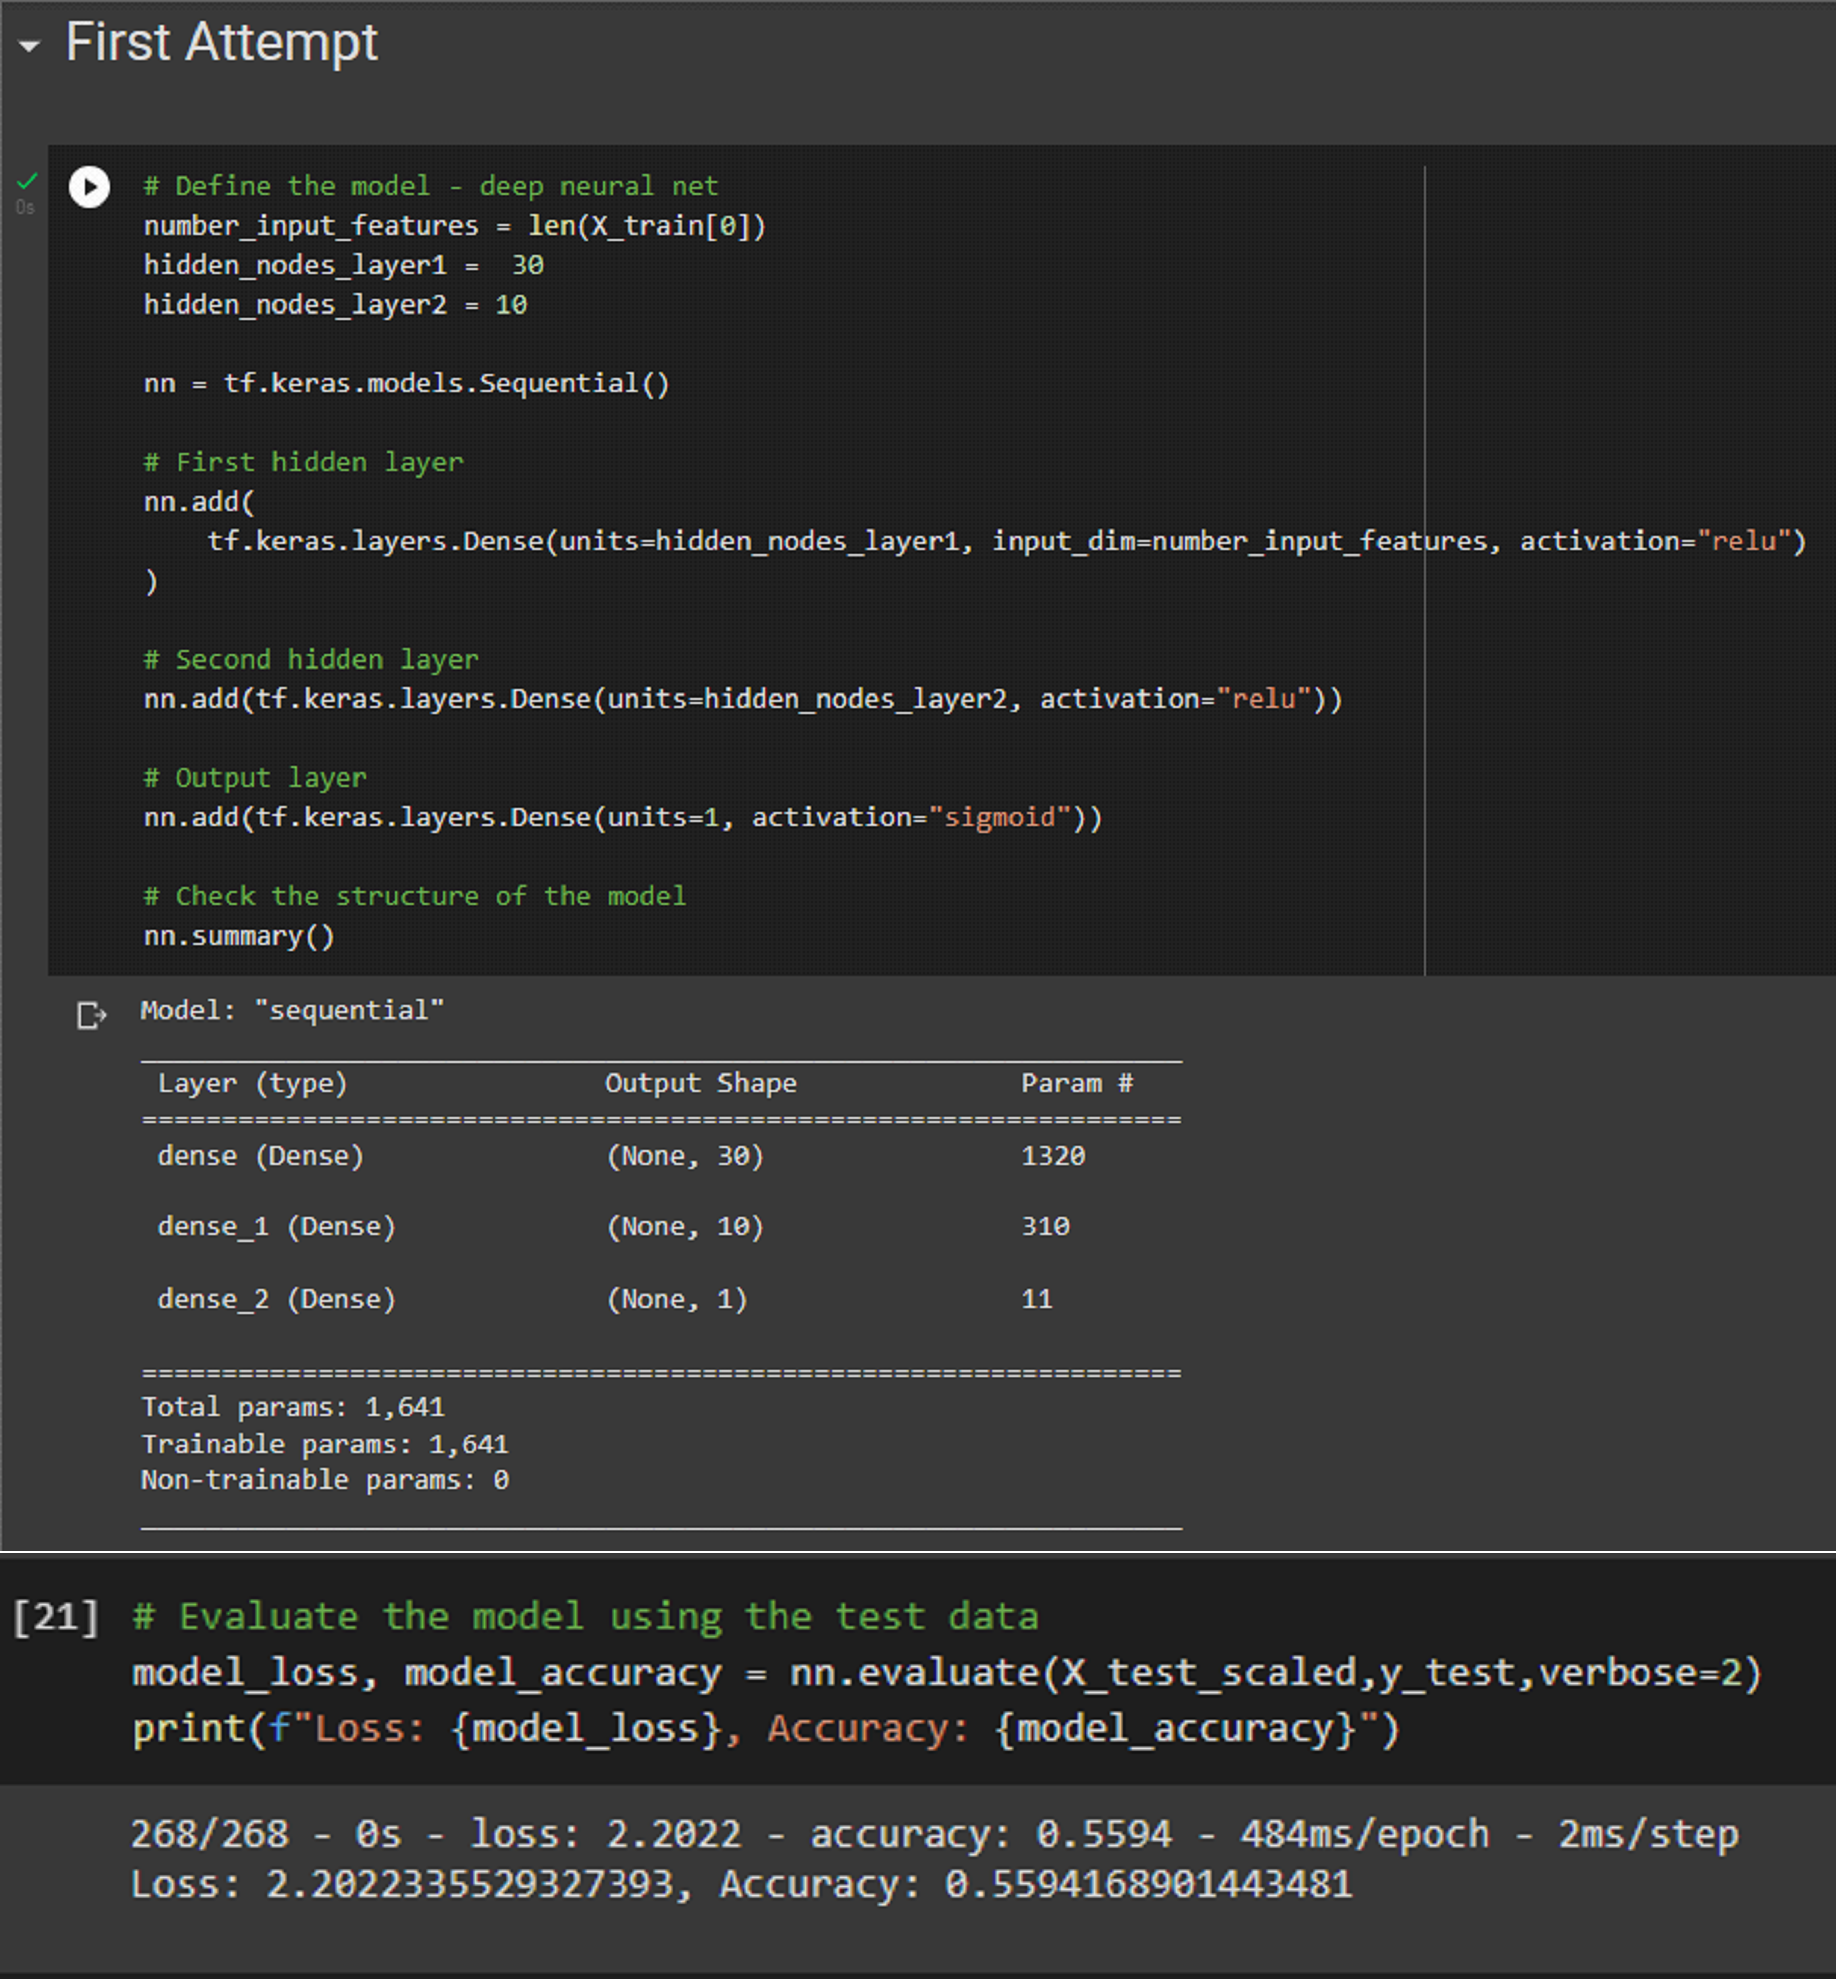 First Attempt
0s
# Define the model - deep neural net
number_input_features = len(X_train[0])
hidden_nodes_layer1 =  30
hidden_nodes_layer2 = 10
nn = tf.keras.models.Sequential()
# First hidden layer
nn.add(
    tf.keras.layers.Dense(units=hidden_nodes_layer1, input_dim=number_input_features, activation="relu")
)
# Second hidden layer
nn.add(tf.keras.layers.Dense(units=hidden_nodes_layer2, activation="relu"))
# Output layer
nn.add(tf.keras.layers.Dense(units=1, activation="sigmoid"))
# Check the structure of the model
nn.summary()
Model: "sequential"
Layer (type) Output Shape Param #
=================================================================
dense (Dense) (None, 30) 1320
dense_1 (Dense) (None, 10) 310
dense_2 (Dense) (None, 1) 11
=================================================================
Total params: 1,641
Trainable params: 1,641
Non-trainable params: 0
[21] # Evaluate the model using the test data
model_loss, model_accuracy = nn.evaluate(X_test_scaled,y_test,verbose=2)
print(f"Loss: {model_loss}, Accuracy: {model_accuracy}")
268/268 - 0s - loss: 2.2022 - accuracy: 0.5594 - 484ms/epoch - 2ms/step
Loss: 2.2022335529327393, Accuracy: 0.5594168901443481